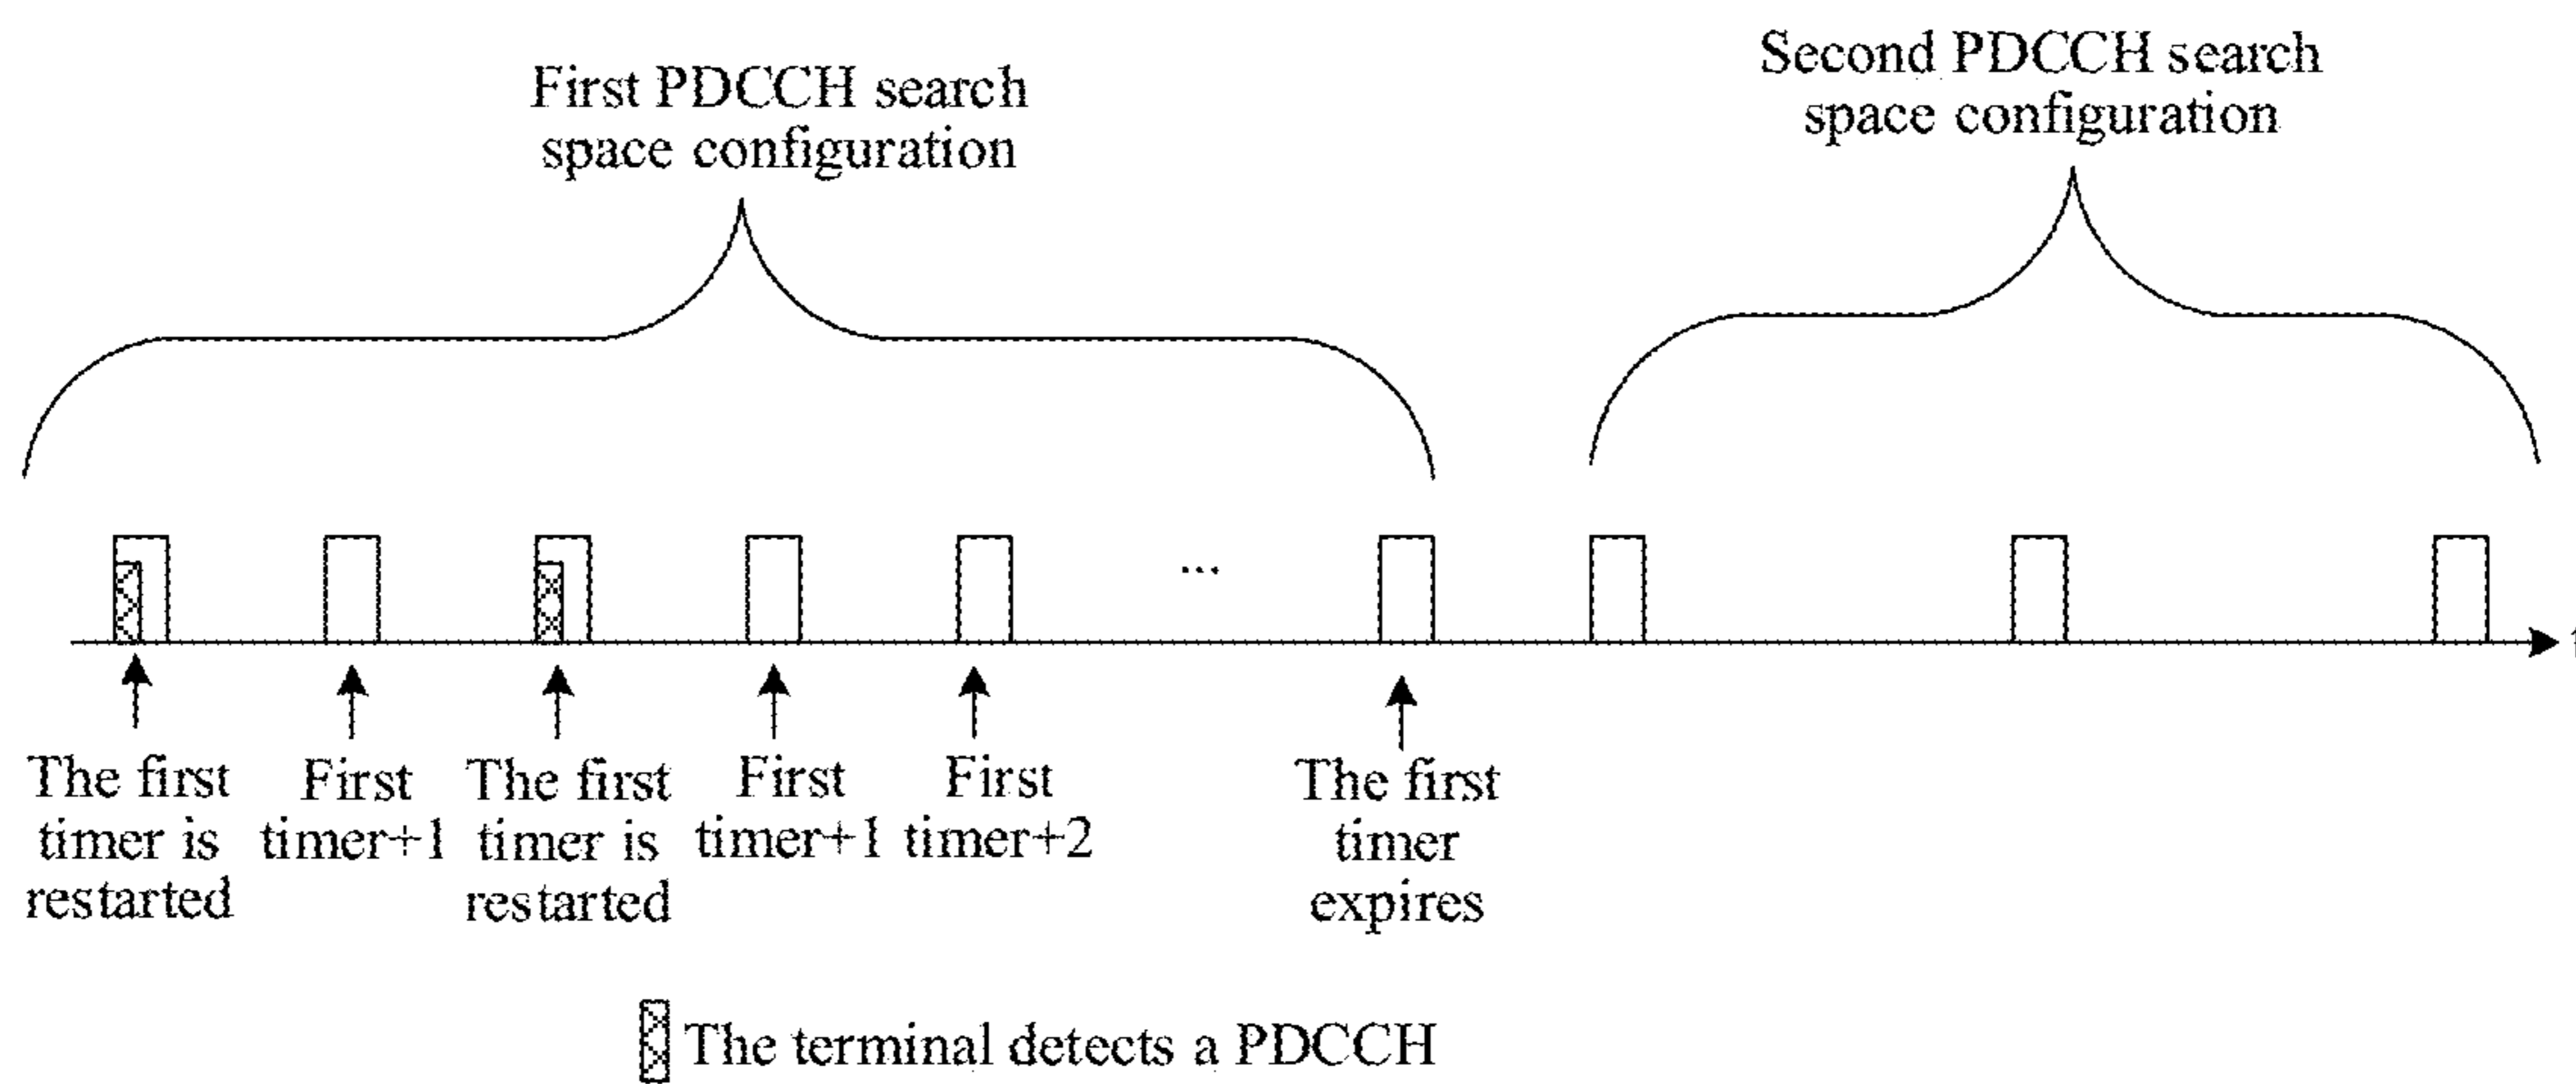 First PDCCH search
space configuration
Second PDCCH search
space configuration
...
t
The first
timer is
restarted
First
timer+1
The first
timer is
restarted
First
timer+1
First
timer+2
The first
timer
expires
The terminal detects a PDCCH